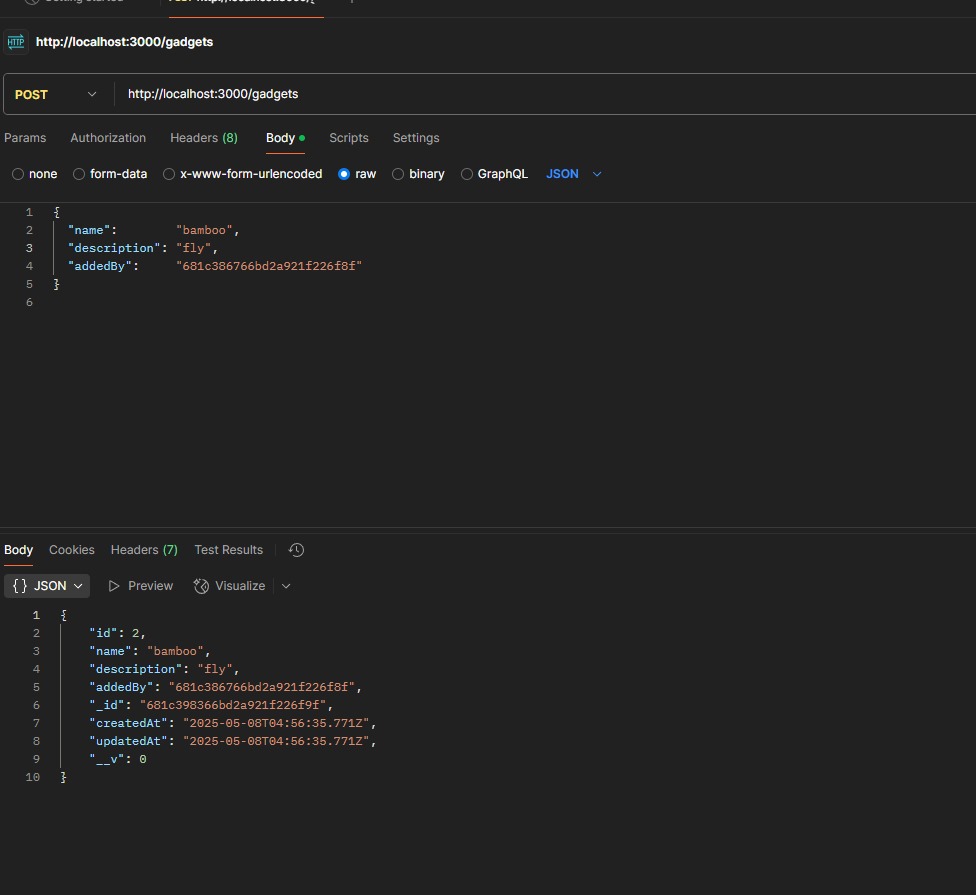 HTTP http://localhost:3000/gadgets
POST http://localhost:3000/gadgets
Params Authorization Headers (8) Body Scripts Settings
none form-data x-www-form-urlencoded raw binary GraphQL JSON
1 {
2 "name": "bamboo",
3 "description": "fly",
4 "addedBy": "681c386766bd2a921f226f8f"
5 }
6
Body Cookies Headers (7) Test Results
{} JSON Preview Visualize
1 {
2 "id": 2,
3 "name": "bamboo",
4 "description": "fly",
5 "addedBy": "681c386766bd2a921f226f8f",
6 "_id": "681c398366bd2a921f226f9f",
7 "createdAt": "2025-05-08T04:56:35.771Z",
8 "updatedAt": "2025-05-08T04:56:35.771Z",
9 "__v": 0
10 }